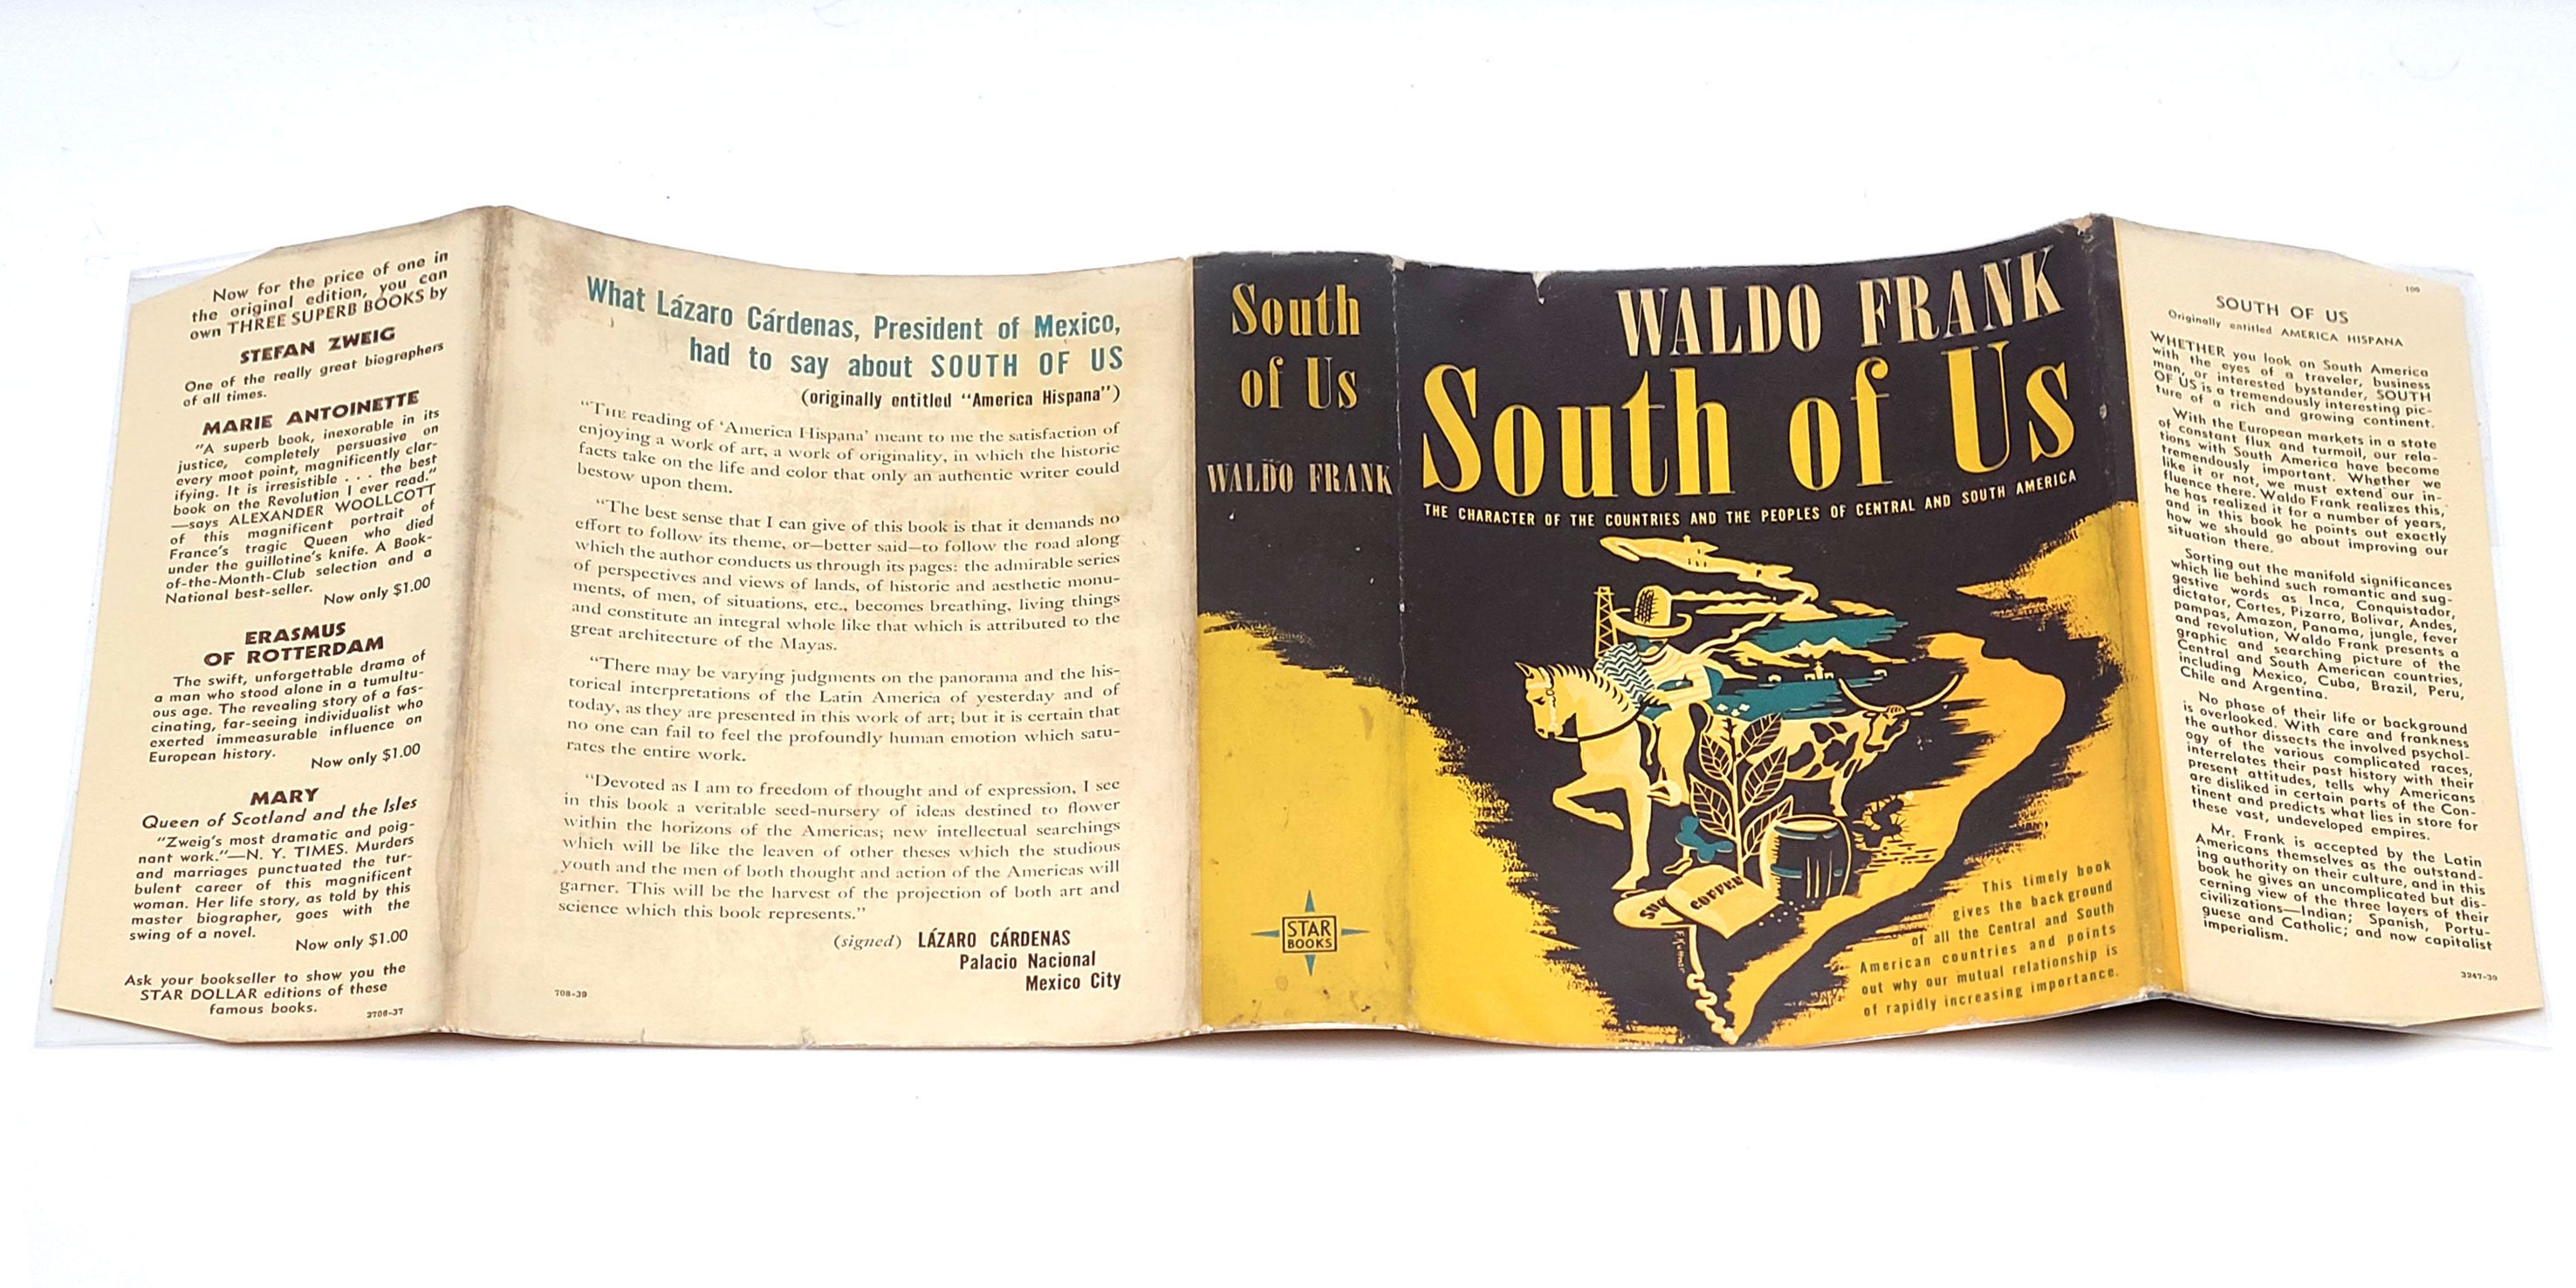 Now for the price of one in
the original edition, you can
own THREE SUPERB BOOKS by
STEFAN ZWEIG
One of the really great biographers
of all times.
MARIE ANTOINETTE
"A superb book, inexorable in its
justice, completely persuasive on
every moot point, magnificently clar-
ifying. It is irresistible . . . the best
book on the Revolution I ever read."
—says ALEXANDER WOOLLCOTT
of this magnificent portrait of
France's tragic Queen who died
under the guillotine's knife. A Book-
of-the-Month-Club selection and a
National best-seller.
Now only $1.00
ERASMUS
OF ROTTERDAM
The swift, unforgettable drama of
a man who stood alone in a tumultu-
ous age. The revealing story of a fas-
cinating, far-seeing individualist who
exerted immeasurable influence on
European history.
Now only $1.00
MARY
Queen of Scotland and the Isles
"Zweig's most dramatic and poig-
nant work."—N. Y. TIMES. Murders
and marriages punctuated the tur-
bulent career of this magnificent
woman. Her life story, as told by this
master biographer, goes with the
swing of a novel.
Now only $1.00
Ask your bookseller to show you the
STAR DOLLAR editions of these
famous books.
2708-37
What Lázaro Cárdenas, President of Mexico,
had to say about SOUTH OF US
(originally entitled "America Hispana")
"THE reading of 'America Hispana' meant to me the satisfaction of
enjoying a work of art, a work of originality, in which the historic
facts take on the life and color that only an authentic writer could
bestow upon them.
"The best sense that I can give of this book is that it demands no
effort to follow its theme, or—better said—to follow the road along
which the author conducts us through its pages: the admirable series
of perspectives and views of lands, of historic and aesthetic monu-
ments, of men, of situations, etc., becomes breathing, living things
and constitute an integral whole like that which is attributed to the
great architecture of the Mayas.
"There may be varying judgments on the panorama and the his-
torical interpretations of the Latin America of yesterday and of
today, as they are presented in this work of art; but it is certain that
no one can fail to feel the profoundly human emotion which satu-
rates the entire work.
"Devoted as I am to freedom of thought and of expression, I see
in this book a veritable seed-nursery of ideas destined to flower
within the horizons of the Americas; new intellectual searchings
which will be like the leaven of other theses which the studious
youth and the men of both thought and action of the Americas will
garner. This will be the harvest of the projection of both art and
science which this book represents."
(signed) LÁZARO CÁRDENAS
Palacio Nacional
Mexico City
708-39
South
of Us
WALDO FRANK
STAR
BOOKS
WALDO FRANK
South of Us
THE CHARACTER OF THE COUNTRIES AND THE PEOPLES OF CENTRAL AND SOUTH AMERICA
SUG
COFFEE
This timely book
gives the background
of all the Central and South
American countries and points
out why our mutual relationship is
of rapidly increasing importance.
100
SOUTH OF US
Originally entitled AMERICA HISPANA
WHETHER you look on South America
with the eyes of a traveler, business
man, or interested bystander, SOUTH
OF US is a tremendously interesting pic-
ture of a rich and growing continent.
With the European markets in a state
of constant flux and turmoil, our rela-
tions with South America have become
tremendously important. Whether we
like it or not, we must extend our in-
fluence there. Waldo Frank realizes this,
he has realized it for a number of years,
and in this book he points out exactly
how we should go about improving our
situation there.
Sorting out the manifold significances
which lie behind such romantic and sug-
gestive words as Inca, Conquistador,
dictator, Cortes, Pizarro, Bolivar, Andes,
pampas, Amazon, Panama, jungle, fever
and revolution, Waldo Frank presents a
graphic and searching picture of the
Central and South American countries,
including Mexico, Cuba, Brazil, Peru,
Chile and Argentina.
No phase of their life or background
is overlooked. With care and frankness
the author dissects the involved psychol-
ogy of the various complicated races,
interrelates their past history with their
present attitudes, tells why Americans
are disliked in certain parts of the Con-
tinent and predicts what lies in store for
these vast, undeveloped empires.
Mr. Frank is accepted by the Latin
Americans themselves as the outstand-
ing authority on their culture, and in this
book he gives an uncomplicated but dis-
cerning view of the three layers of their
civilizations—Indian; Spanish, Portu-
guese and Catholic; and now capitalist
imperialism.
3247-39